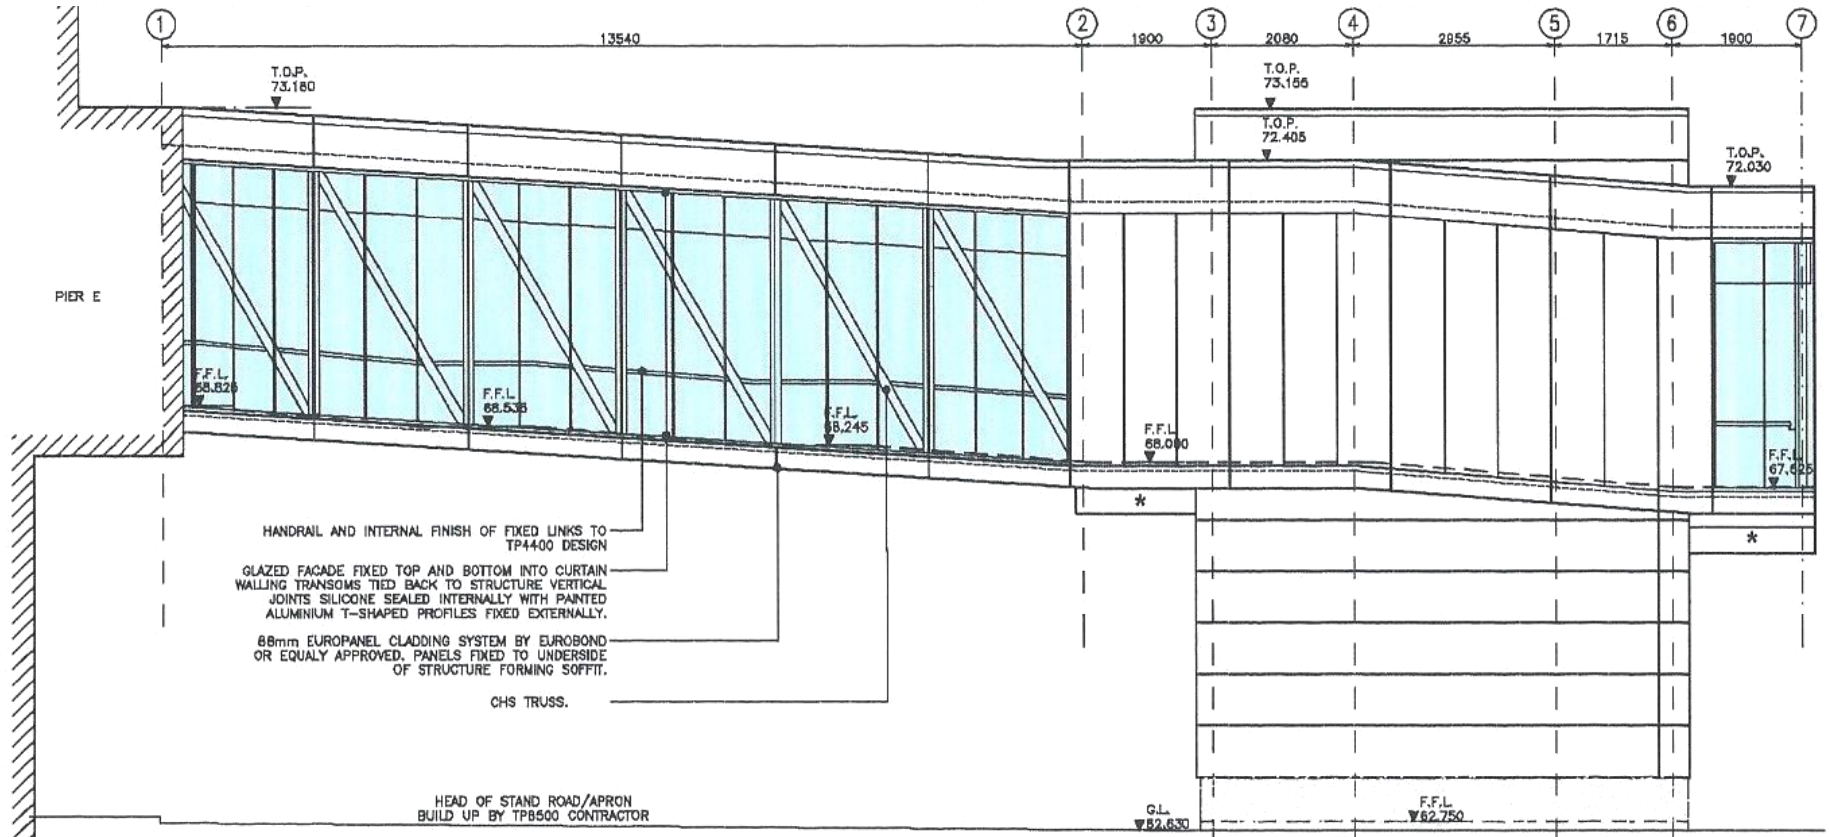 1 2 3 4 5 6 7
13540 1900 2080 2955 1715 1900
T.O.P.
73.180
T.O.P.
73.155
T.O.P.
72.405
T.O.P.
72.030
PIER E
F.F.L.
68.825
F.F.L.
68.535
F.F.L.
68.245
F.F.L.
68.000
F.F.L.
67.625
*
*
HANDRAIL AND INTERNAL FINISH OF FIXED LINKS TO
TP4400 DESIGN
GLAZED FACADE FIXED TOP AND BOTTOM INTO CURTAIN
WALLING TRANSOMS TIED BACK TO STRUCTURE VERTICAL
JOINTS SILICONE SEALED INTERNALLY WITH PAINTED
ALUMINIUM T-SHAPED PROFILES FIXED EXTERNALLY.
EUROPANEL CLADDING SYSTEM BY EUROBOND
OR EQUALY APPROVED. PANELS FIXED TO UNDERSIDE
OF STRUCTURE FORMING SOFFIT.
CHS TRUSS.
HEAD OF STAND ROAD/APRON
BUILD UP BY TP8500 CONTRACTOR
G.L.
62.630
F.F.L.
62.750